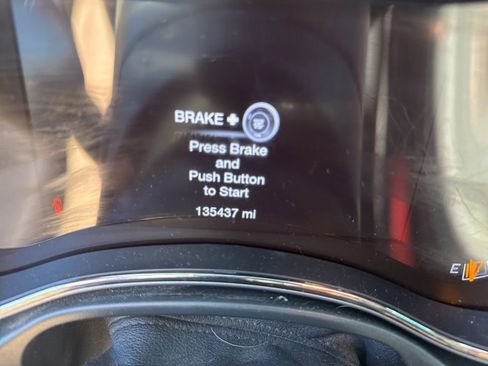 BRAKE +
Press Brake
and
Push Button
to Start
135437 mi
E